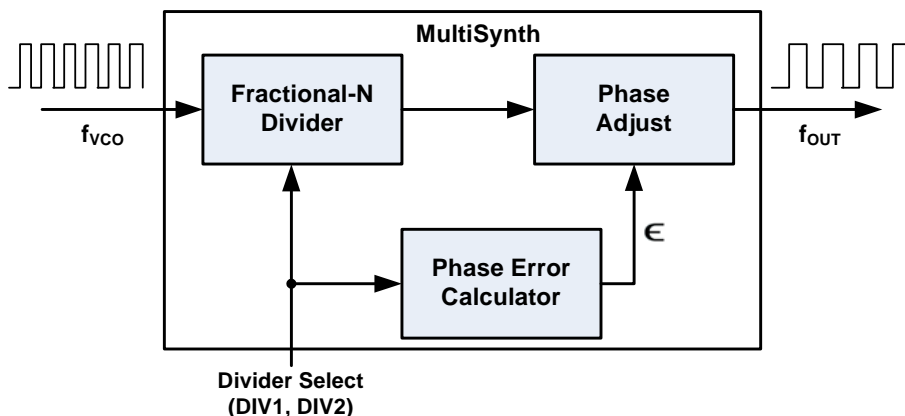 MultiSynth
Fractional-N
Divider
Phase
Adjust
fVCO
fOUT
ϵ
Phase Error
Calculator
Divider Select
(DIV1, DIV2)